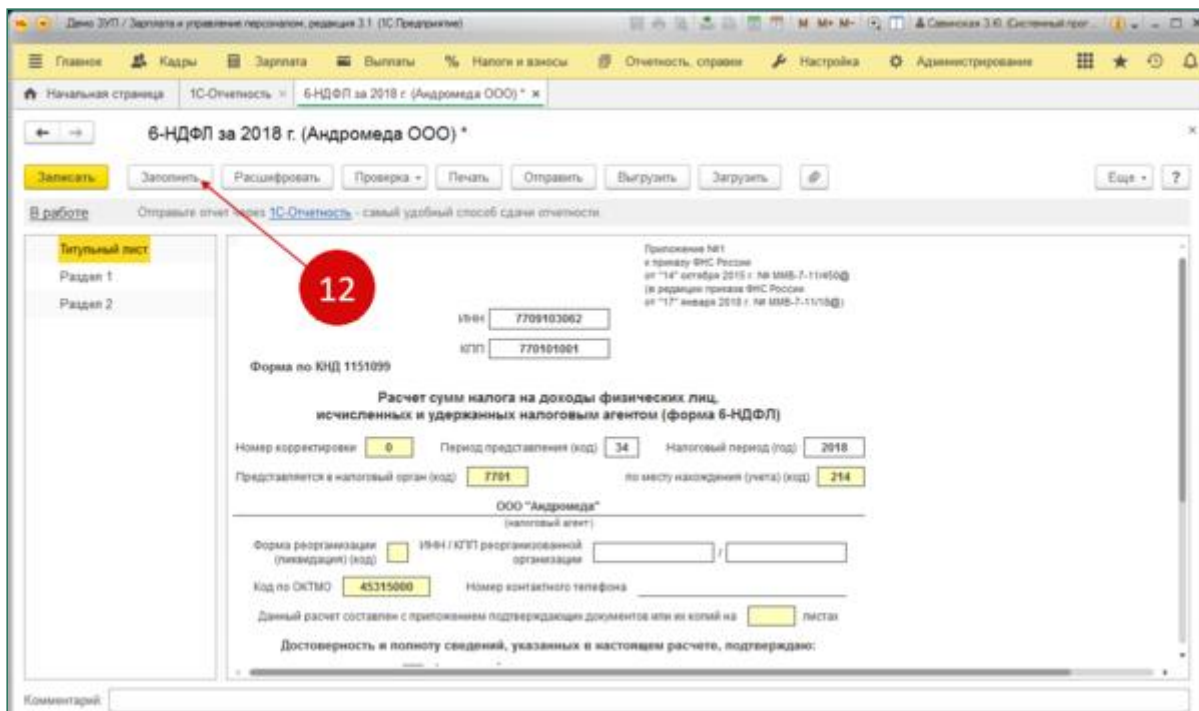 Демо ЗУП / Зарплата и управление персоналом, редакция 3.1 (1С:Предприятие) M M+ M- Савинская З.Ю. (Системный прог...
Главное Кадры Зарплата Выплаты % Налоги и взносы Отчетность, справки Настройка Администрирование
Начальная страница 1С-Отчетность × 6-НДФЛ за 2018 г. (Андромеда ООО) * ×
← → 6-НДФЛ за 2018 г. (Андромеда ООО) * ×
Записать Заполнить Расшифровать Проверка Печать Отправить Выгрузить Загрузить Еще ?
В работе Отправьте отчет через 1С-Отчетность - самый удобный способ сдачи отчетности.
Титульный лист
Раздел 1
Раздел 2
12
Приложение №1
к приказу ФНС России
от "14" октября 2015 г. № ММВ-7-11/450@
(в редакции приказа ФНС России
от "17" января 2018 г. № ММВ-7-11/18@)
ИНН 7709103062
КПП 770101001
Форма по КНД 1151099
Расчет сумм налога на доходы физических лиц,
исчисленных и удержанных налоговым агентом (форма 6-НДФЛ)
Номер корректировки 0 Период представления (код) 34 Налоговый период (год) 2018
Представляется в налоговый орган (код) 7701 по месту нахождения (учета) (код) 214
ООО "Андромеда"
(налоговый агент)
Форма реорганизации (ликвидация) (код) ИНН / КПП реорганизованной организации /
Код по ОКТМО 45315000 Номер контактного телефона
Данный расчет составлен с приложением подтверждающих документов или их копий на листах
Достоверность и полноту сведений, указанных в настоящем расчете, подтверждаю:
Комментарий: